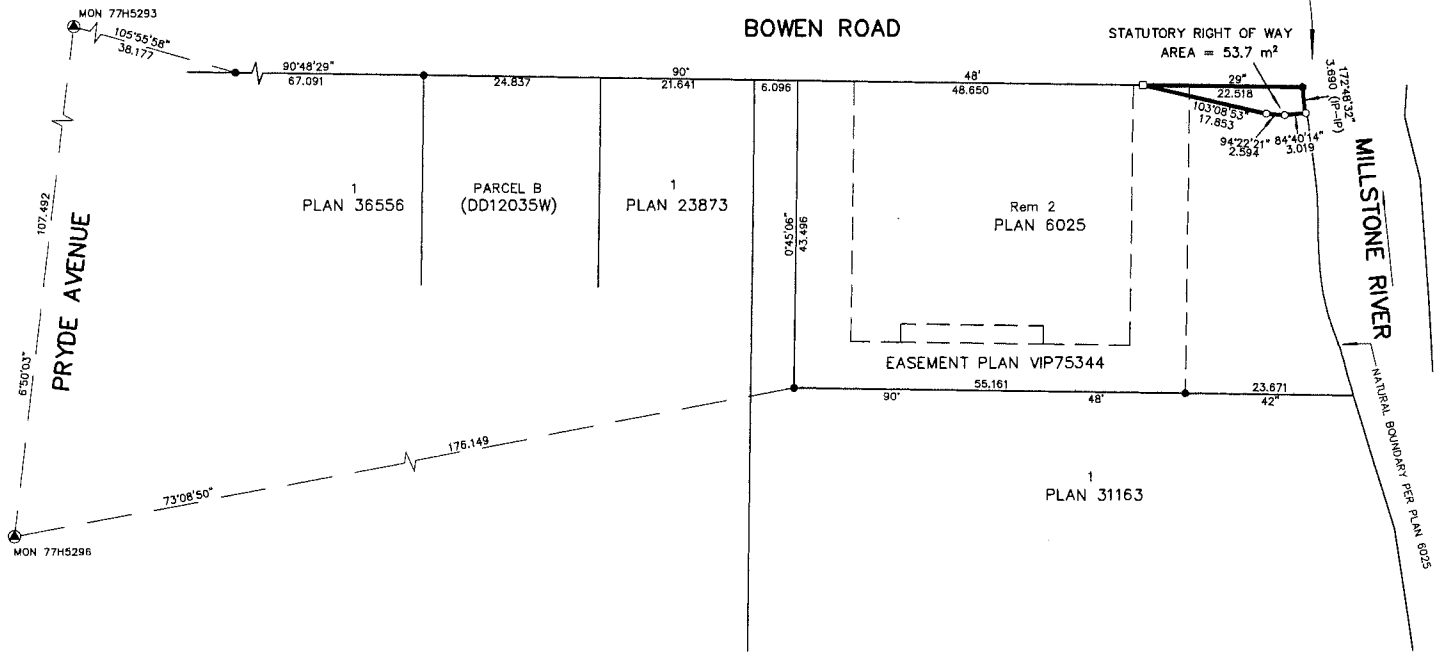 MON 77H5293
105°55'58"
38.177
BOWEN ROAD
STATUTORY RIGHT OF WAY
AREA = 53.7 m²
90°48'29"
67.091
24.837
90°
21.641
6.096
48'
48.650
29"
22.518
172°48'32"
3.690 (IP-IP)
103°08'53"
17.853
94°22'21"
2.594
84°40'14"
3.019
MILLSTONE RIVER
1
PLAN 36556
PARCEL B
(DD12035W)
1
PLAN 23873
Rem 2
PLAN 6025
0°45'06"
43.496
107.492
PRYDE AVENUE
6°50'03"
EASEMENT PLAN VIP75344
55.161
90°
48'
23.671
42"
NATURAL BOUNDARY PER PLAN 6025
176.149
73°08'50"
1
PLAN 31163
MON 77H5296